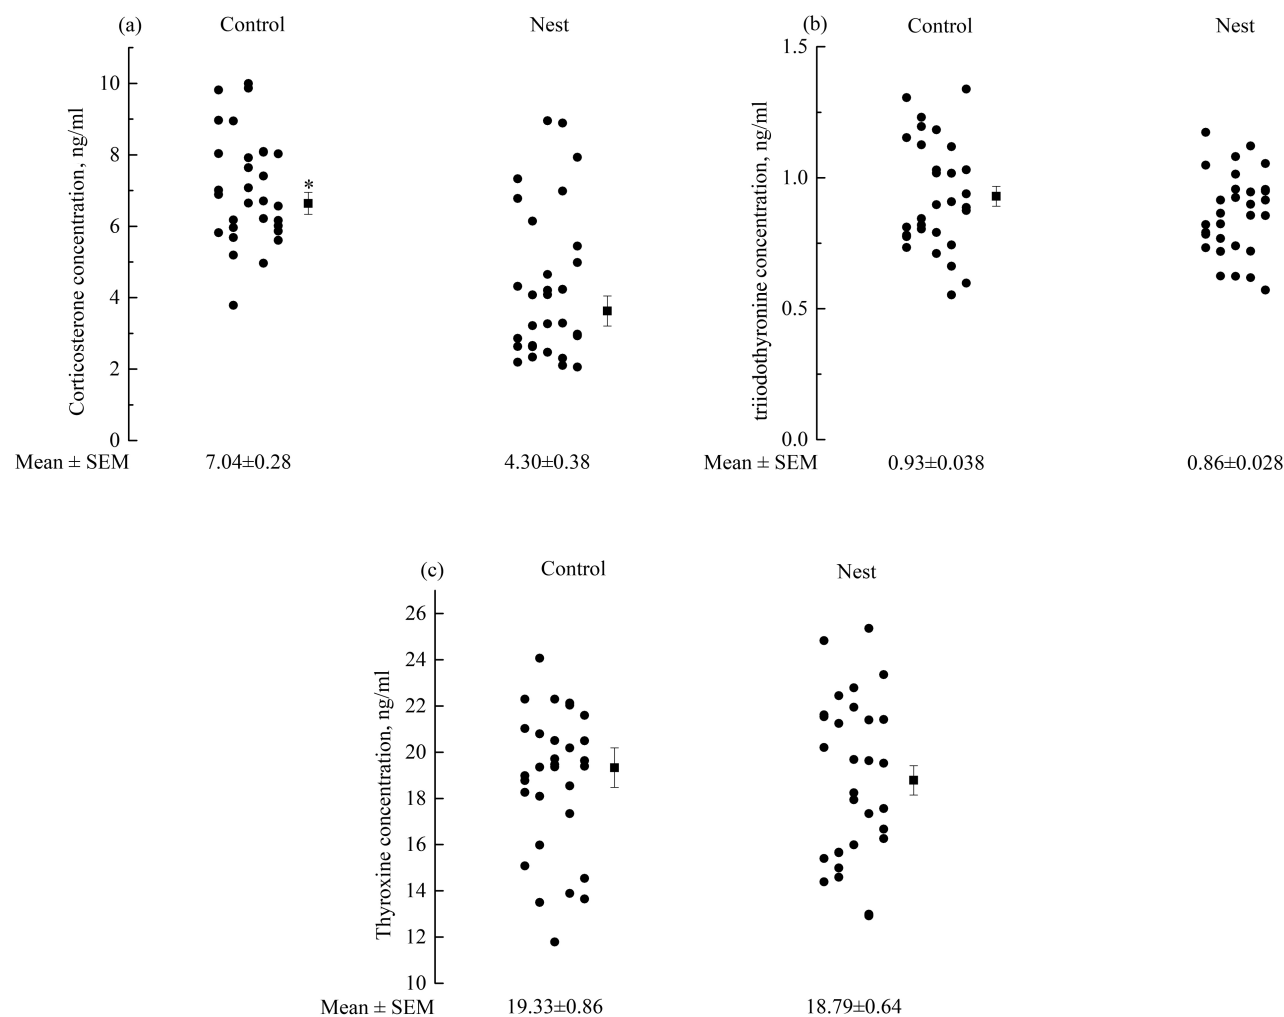 (a) Control Nest
10
8
6
4
2
0
Corticosterone concentration, ng/ml
*
Mean ± SEM 7.04±0.28 4.30±0.38
(b) Control Nest
1.5
1.0
0.5
0.0
triiodothyronine concentration, ng/ml
Mean ± SEM 0.93±0.038 0.86±0.028
(c) Control Nest
26
24
22
20
18
16
14
12
10
Thyroxine concentration, ng/ml
Mean ± SEM 19.33±0.86 18.79±0.64